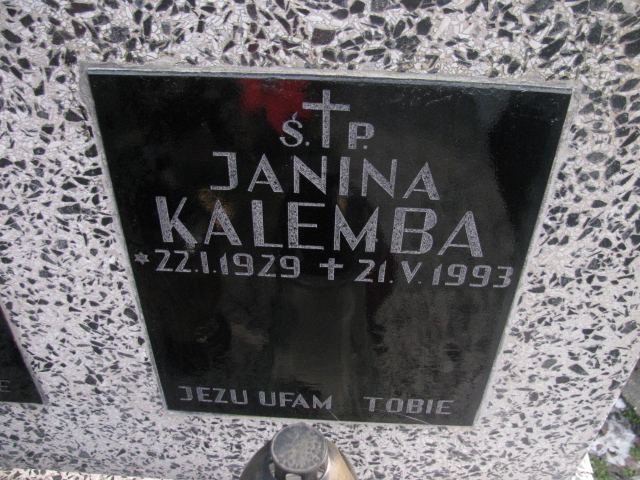 Ś. P.
JANINA
KALEMBA
* 22.I.1929 + 21.V.1993
JEZU UFAM TOBIE